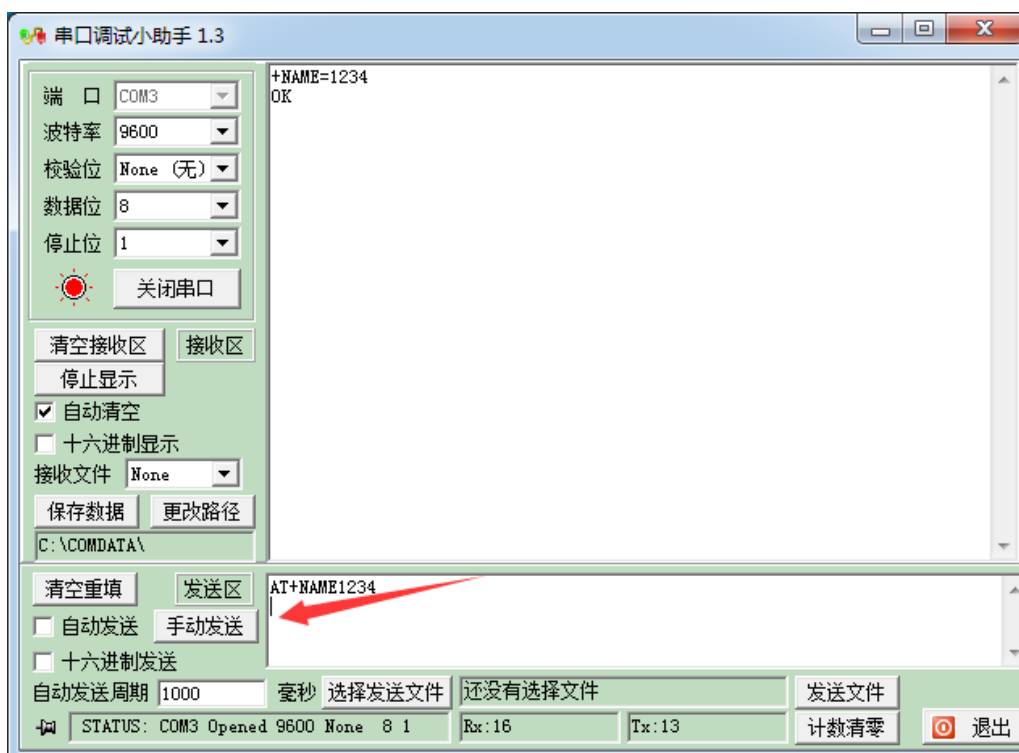 串口调试小助手 1.3
端 口 COM3
波特率 9600
校验位 None (无)
数据位 8
停止位 1
关闭串口
清空接收区 接收区
停止显示
自动清空
十六进制显示
接收文件 None
保存数据 更改路径
C:\COMDATA\
+NAME=1234
OK
清空重填 发送区
自动发送 手动发送
十六进制发送
AT+NAME1234
自动发送周期 1000 毫秒 选择发送文件 还没有选择文件 发送文件
STATUS: COM3 Opened 9600 None 8 1 Rx:16 Tx:13 计数清零 退出